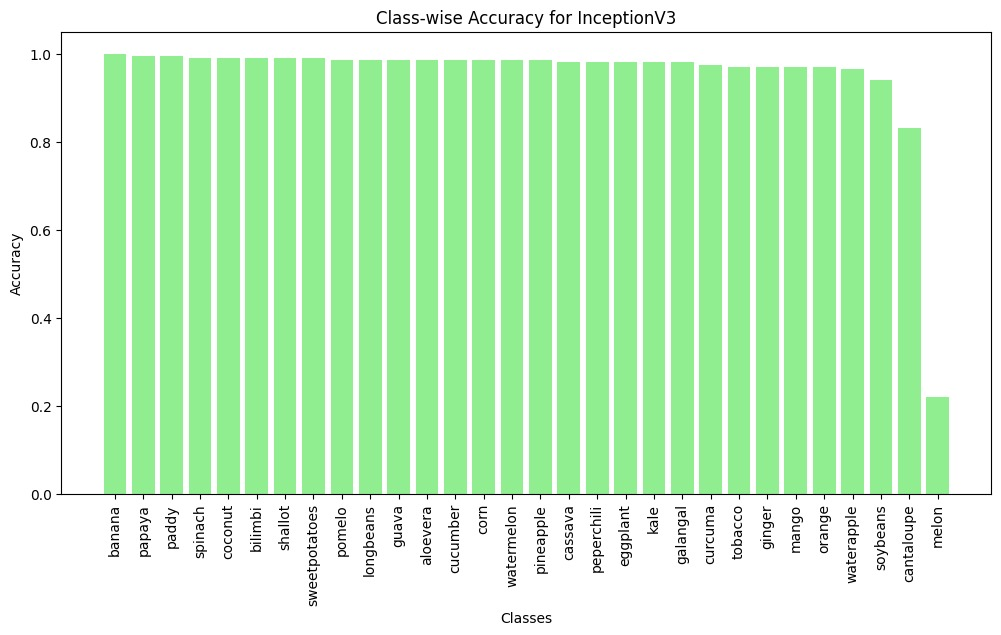 Class-wise Accuracy for InceptionV3
Accuracy
1.0
0.8
0.6
0.4
0.2
0.0
banana
papaya
paddy
spinach
coconut
bilimbi
shallot
sweetpotatoes
pomelo
longbeans
guava
aloevera
cucumber
corn
watermelon
pineapple
cassava
peperchili
eggplant
kale
galangal
curcuma
tobacco
ginger
mango
orange
waterapple
soybeans
cantaloupe
melon
Classes